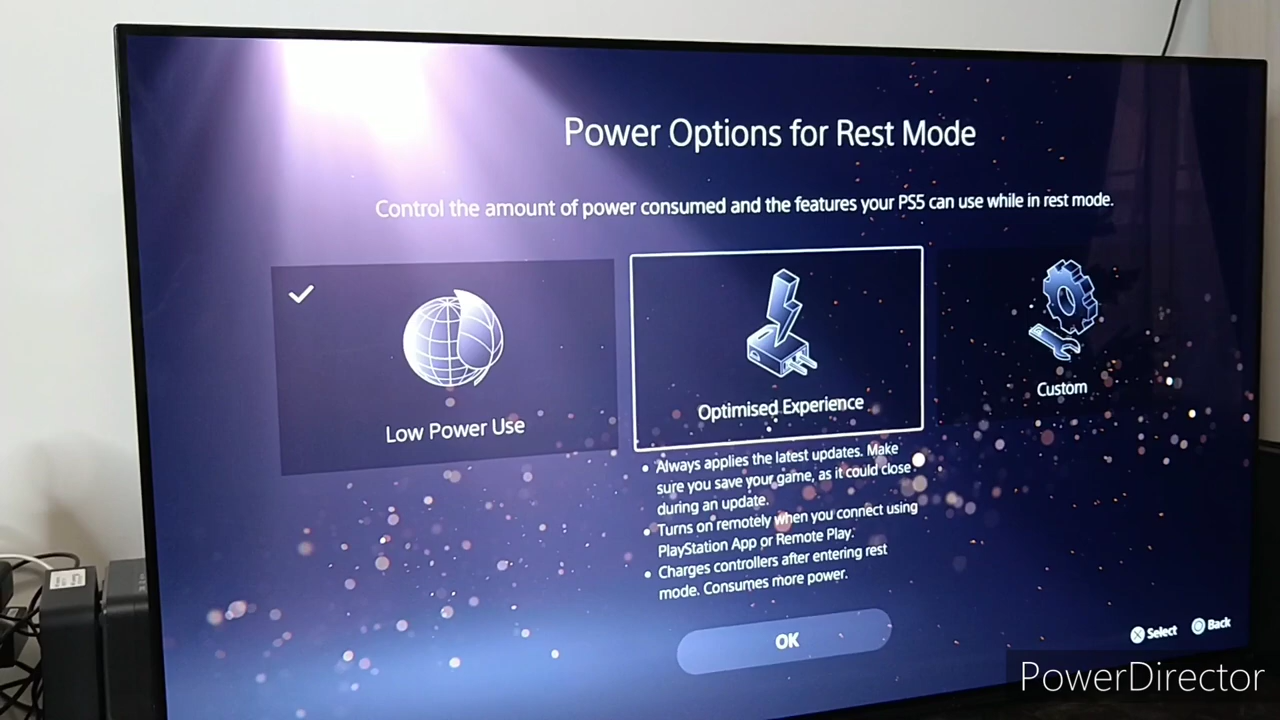 Power Options for Rest Mode
Control the amount of power consumed and the features your PS5 can use while in rest mode.
Low Power Use
Optimised Experience
Custom
• Always applies the latest updates. Make
sure you save your game, as it could close
during an update.
• Turns on remotely when you connect using
PlayStation App or Remote Play.
• Charges controllers after entering rest
mode. Consumes more power.
OK
Select
Back
PowerDirector